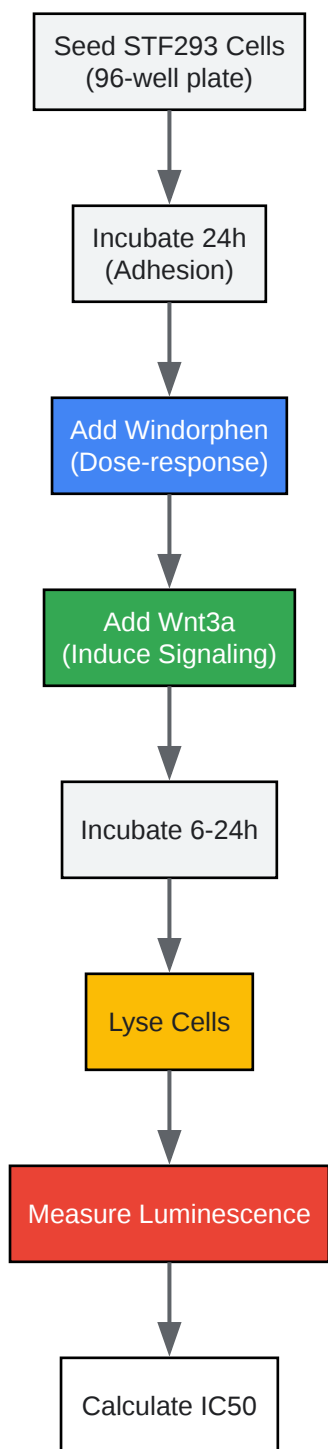 Seed STF293 Cells
(96-well plate)
Incubate 24h
(Adhesion)
Add Windorphen
(Dose-response)
Add Wnt3a
(Induce Signaling)
Incubate 6-24h
Lyse Cells
Measure Luminescence
Calculate IC50